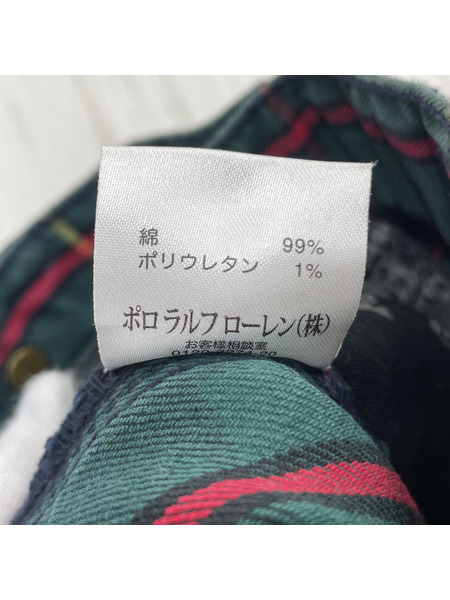 綿 99%
ポリウレタン 1%
ポロ ラルフ ローレン(株)
お客様相談室